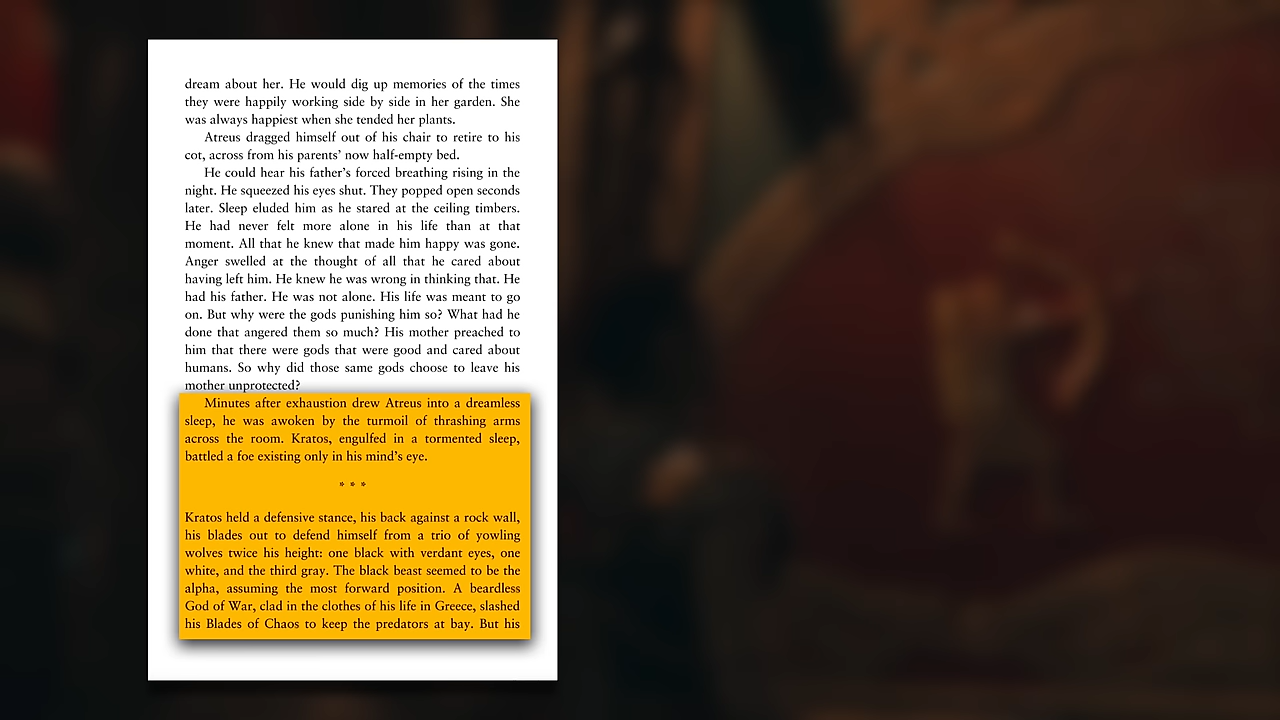 dream about her. He would dig up memories of the times
they were happily working side by side in her garden. She
was always happiest when she tended her plants.
Atreus dragged himself out of his chair to retire to his
cot, across from his parents’ now half-empty bed.
He could hear his father’s forced breathing rising in the
night. He squeezed his eyes shut. They popped open seconds
later. Sleep eluded him as he stared at the ceiling timbers.
He had never felt more alone in his life than at that
moment. All that he knew that made him happy was gone.
Anger swelled at the thought of all that he cared about
having left him. He knew he was wrong in thinking that. He
had his father. He was not alone. His life was meant to go
on. But why were the gods punishing him so? What had he
done that angered them so much? His mother preached to
him that there were gods that were good and cared about
humans. So why did those same gods choose to leave his
mother unprotected?
Minutes after exhaustion drew Atreus into a dreamless
sleep, he was awoken by the turmoil of thrashing arms
across the room. Kratos, engulfed in a tormented sleep,
battled a foe existing only in his mind’s eye.
* * *
Kratos held a defensive stance, his back against a rock wall,
his blades out to defend himself from a trio of yowling
wolves twice his height: one black with verdant eyes, one
white, and the third gray. The black beast seemed to be the
alpha, assuming the most forward position. A beardless
God of War, clad in the clothes of his life in Greece, slashed
his Blades of Chaos to keep the predators at bay. But his